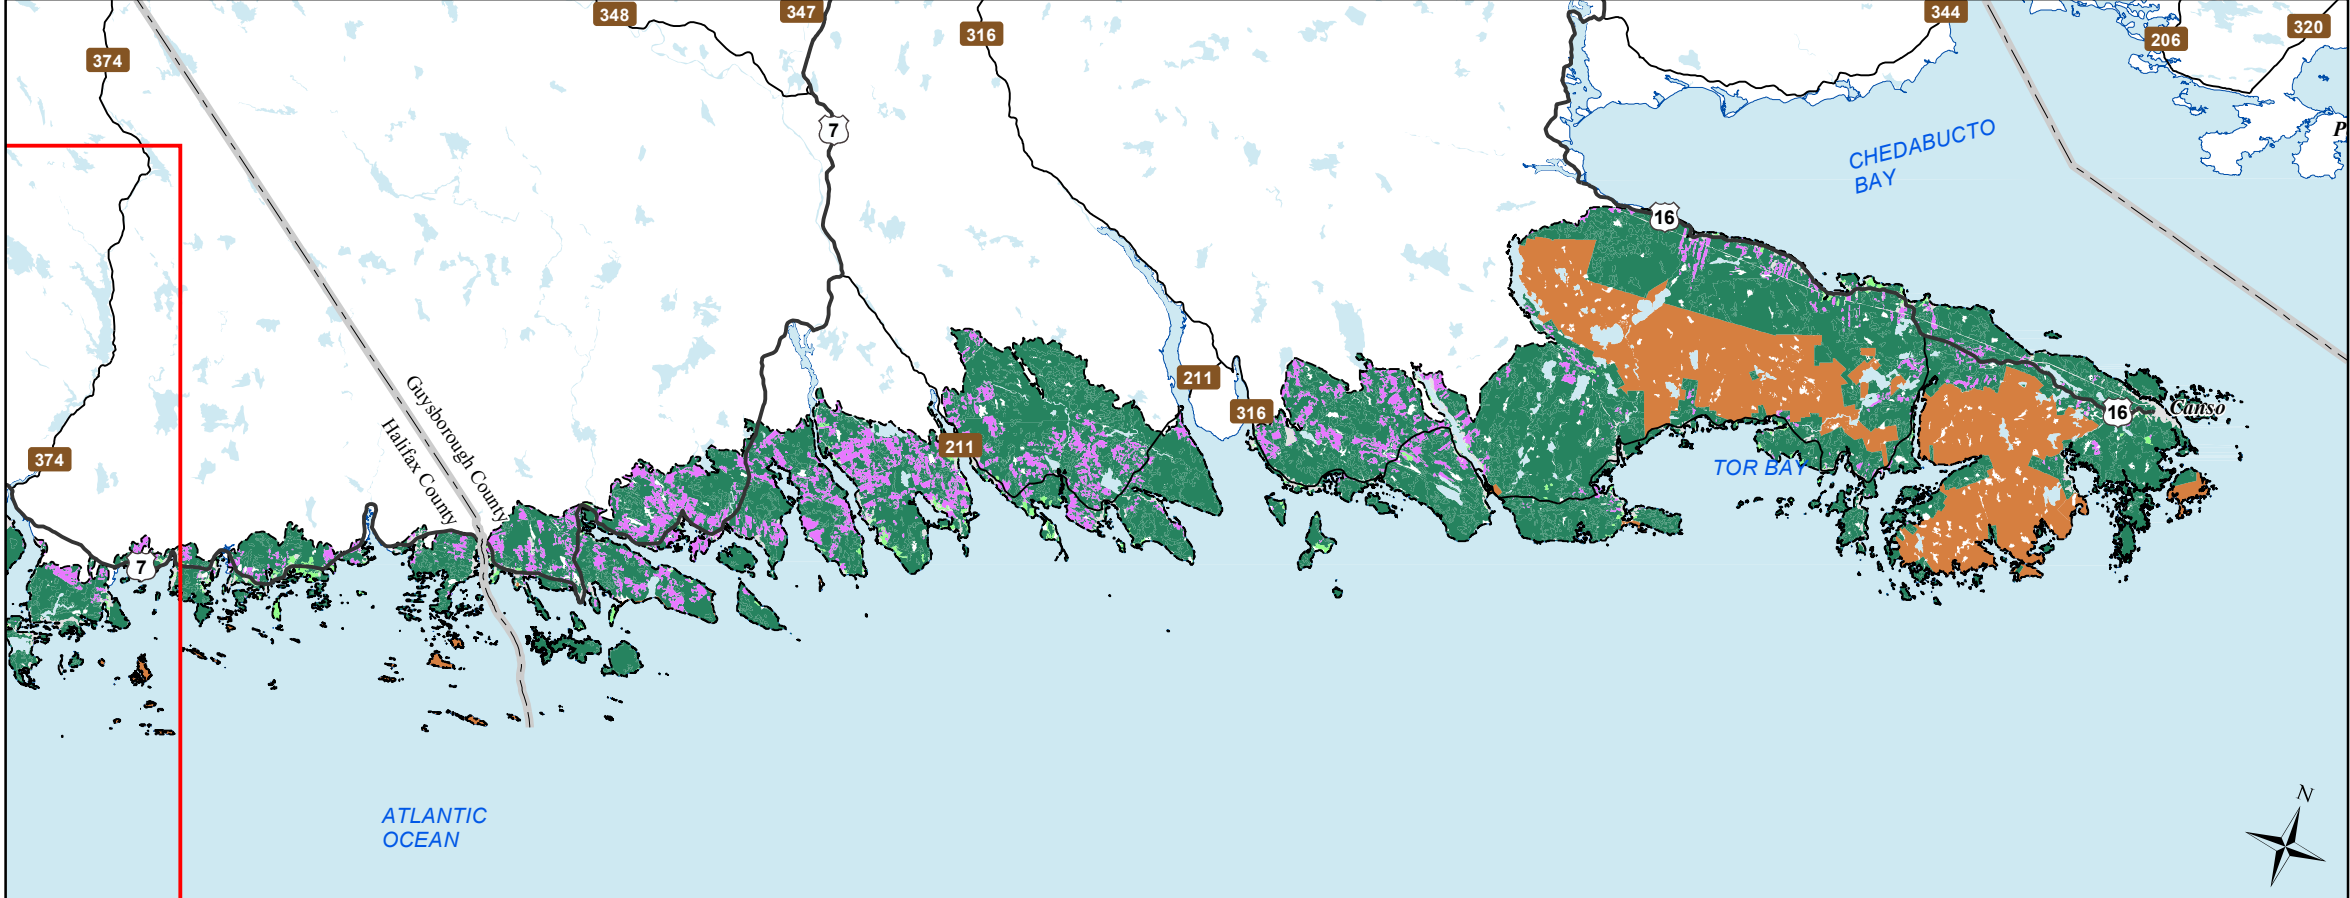 348
347
316
344
206
320
374
7
P
CHEDABUCTO
BAY
16
211
316
Guysborough County
Halifax County
16
Canso
211
374
TOR BAY
7
N
ATLANTIC
OCEAN